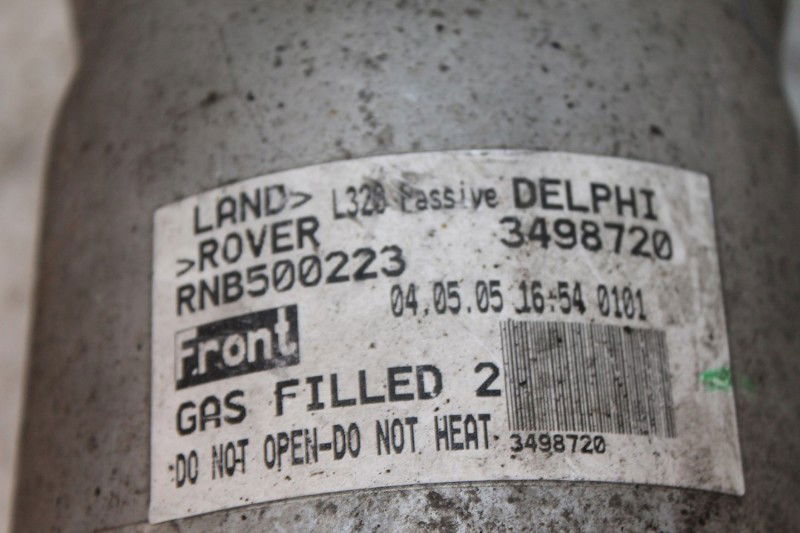 LAND> L320 Passive DELPHI
>ROVER 3498720
RNB500223
04.05.05 16:54 0101
Front
GAS FILLED 2
DO NOT OPEN-DO NOT HEAT
3498720